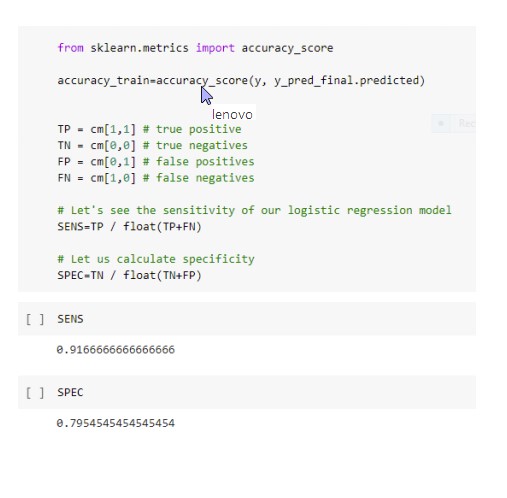 from sklearn.metrics import accuracy_score
accuracy_train=accuracy_score(y, y_pred_final.predicted)
lenovo
TP = cm[1,1] # true positive
TN = cm[0,0] # true negatives
FP = cm[0,1] # false positives
FN = cm[1,0] # false negatives
# Let's see the sensitivity of our logistic regression model
SENS=TP / float(TP+FN)
# Let us calculate specificity
SPEC=TN / float(TN+FP)
[ ] SENS
0.9166666666666666
[ ] SPEC
0.7954545454545454